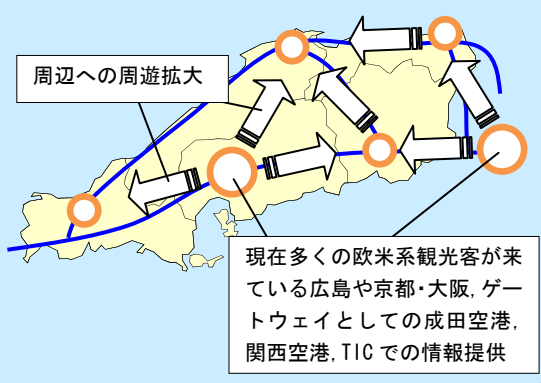 周辺への周遊拡大
現在多くの欧米系観光客が来
ている広島や京都･大阪,ゲー
トウェイとしての成田空港,
関西空港,TICでの情報提供